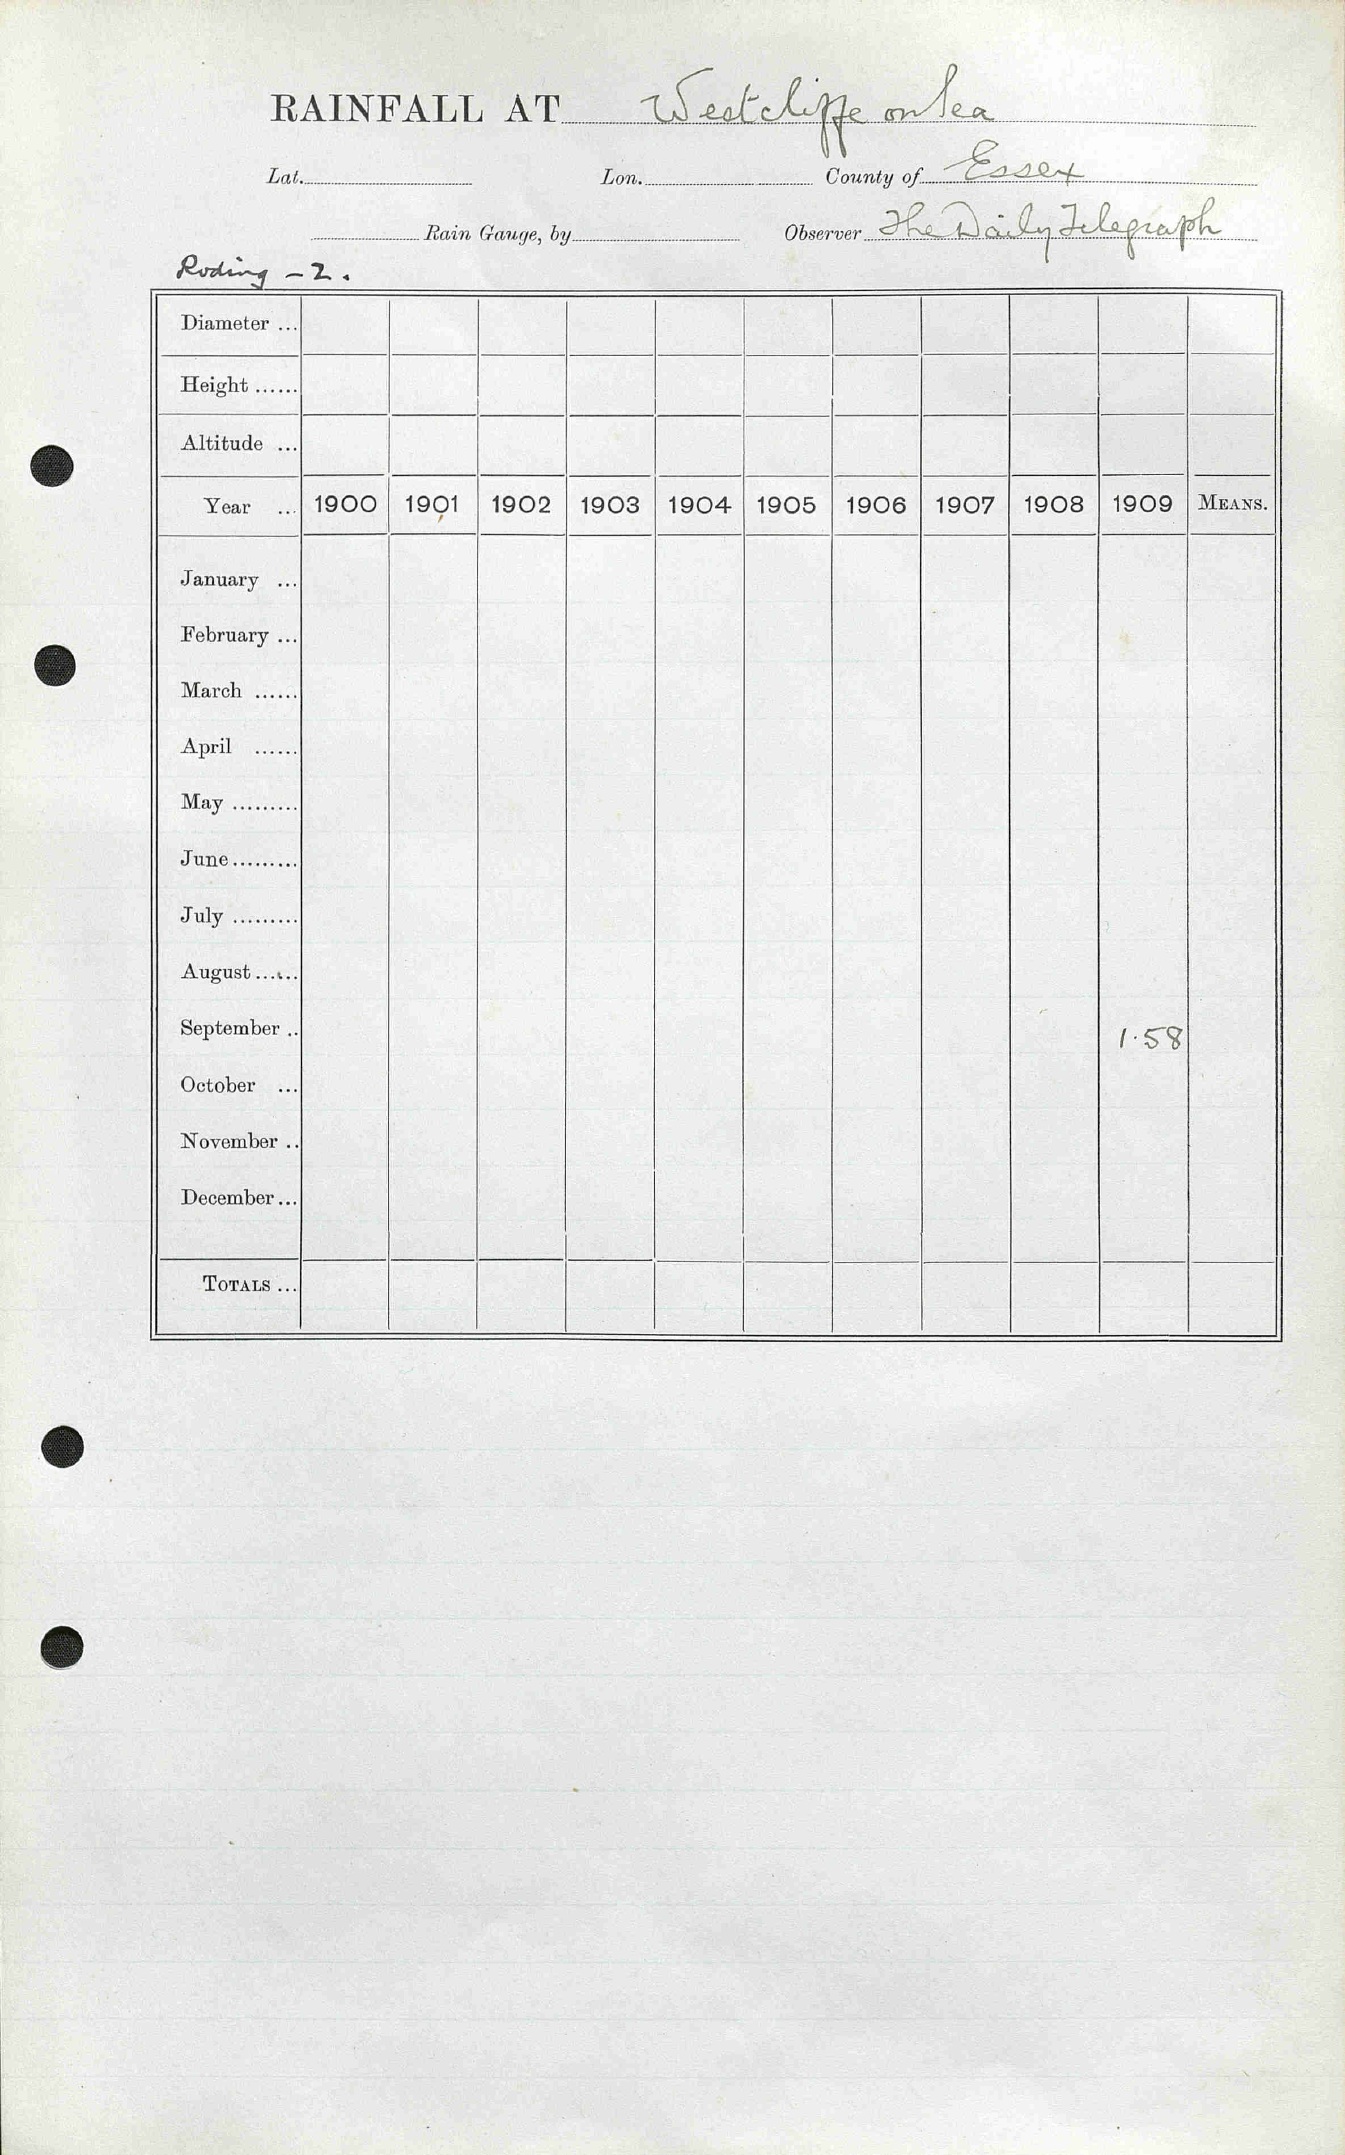 RAINFALL AT Westcliffe on Sea
Lat. Lon. County of Essex
Rain Gauge, by Observer The Daily Telegraph
Roding - 2.
Diameter ...
Height ......
Altitude ...
Year ... 1900 1901 1902 1903 1904 1905 1906 1907 1908 1909 MEANS.
January ...
February ...
March ......
April ......
May .........
June.........
July .........
August ......
September .. 1.58
October ...
November ..
December...
TOTALS ...